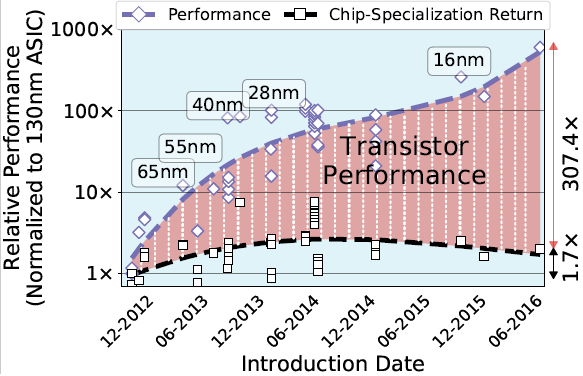 Performance
Chip-Specialization Return
Relative Performance
(Normalized to 130nm ASIC)
1000×
100×
10×
1×
16nm
28nm
40nm
55nm
65nm
Transistor
Performance
307.4×
1.7×
12-2012
06-2013
12-2013
06-2014
12-2014
06-2015
12-2015
06-2016
Introduction Date